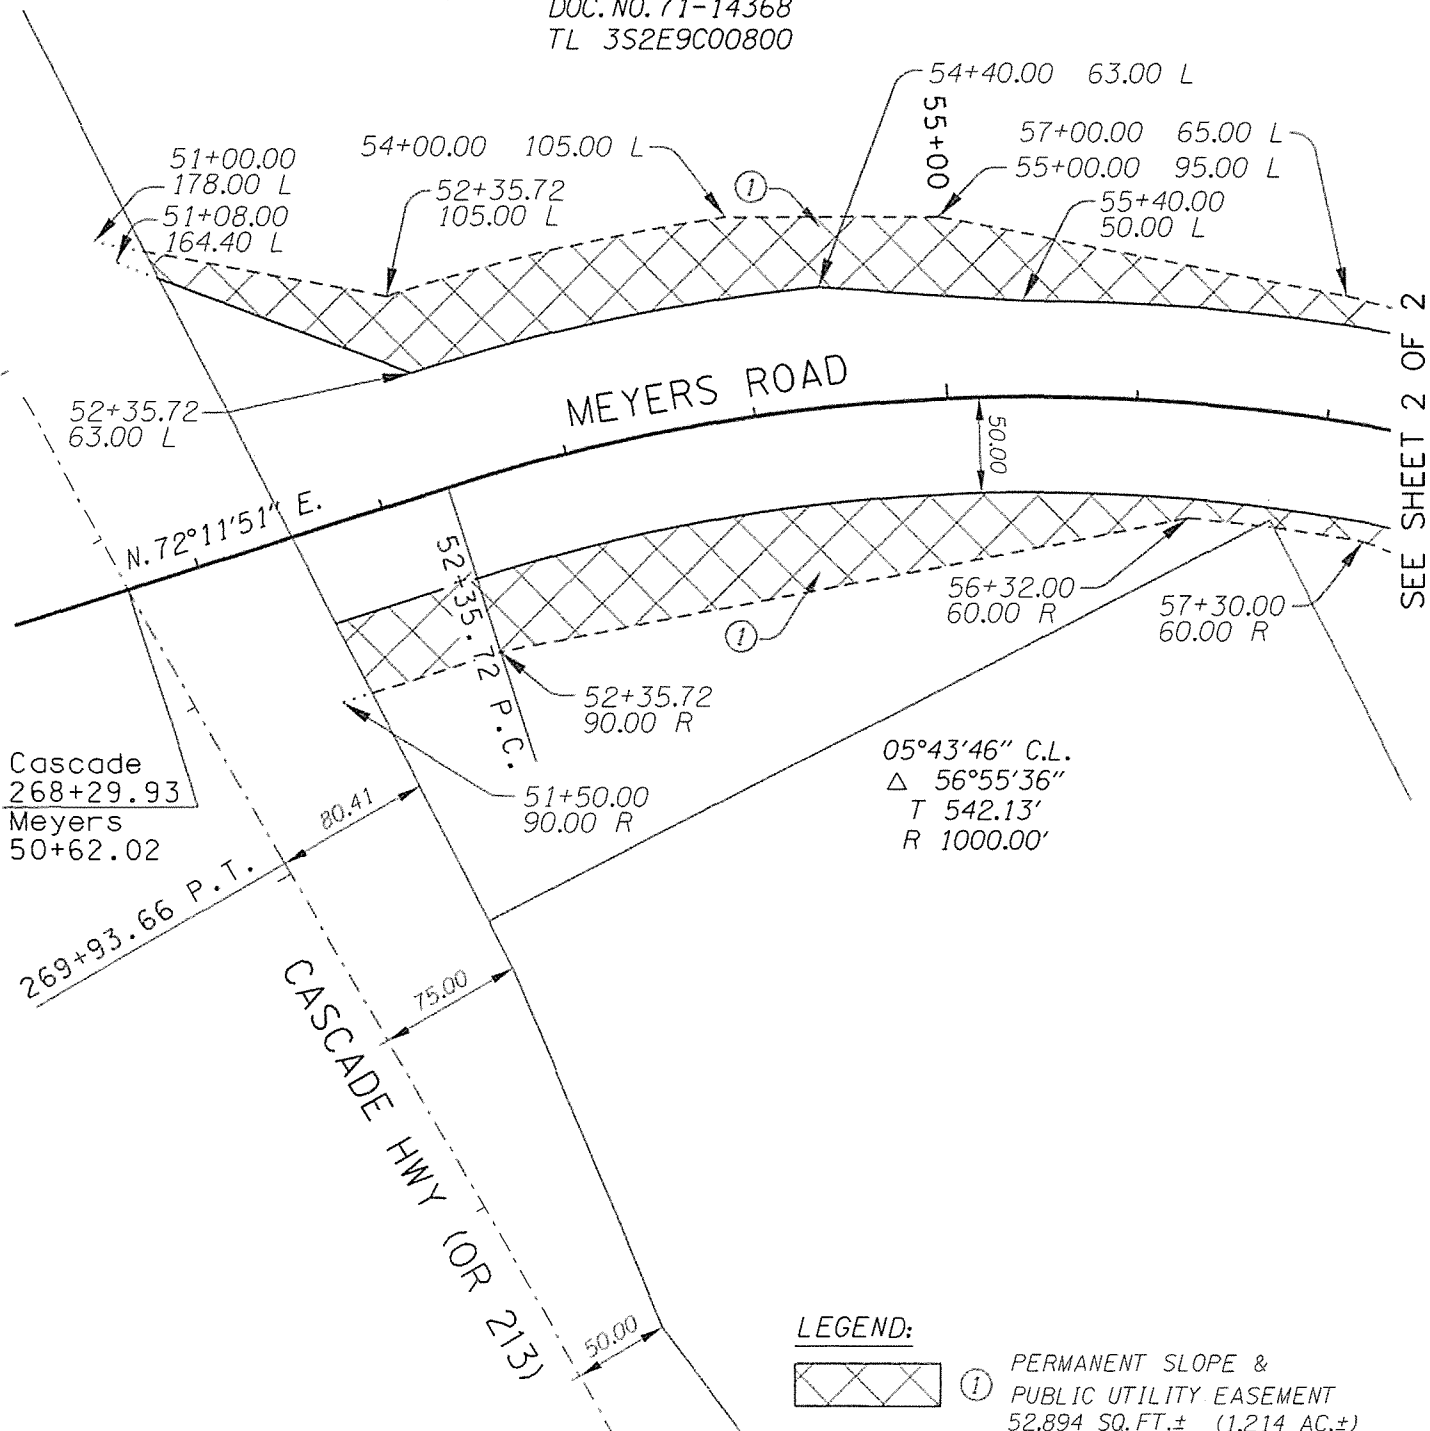 DOC. NO. 71-14368
TL 3S2E9C00800
54+40.00 63.00 L
55+00
57+00.00 65.00 L
55+00.00 95.00 L
54+00.00 105.00 L
51+00.00
178.00 L
51+08.00
164.40 L
52+35.72
105.00 L
1
55+40.00
50.00 L
52+35.72
63.00 L
MEYERS ROAD
50.00
SEE SHEET 2 OF 2
N. 72°11'51" E.
52+35.72 P.C.
1
56+32.00
60.00 R
57+30.00
60.00 R
52+35.72
90.00 R
51+50.00
90.00 R
05°43'46" C.L.
Δ 56°55'36"
T 542.13'
R 1000.00'
Cascade
268+29.93
Meyers
50+62.02
80.41
269+93.66 P.T.
75.00
CASCADE HWY (OR 213)
50.00
LEGEND:
1
PERMANENT SLOPE &
PUBLIC UTILITY EASEMENT
52,894 SQ. FT.± (1.214 AC.±)